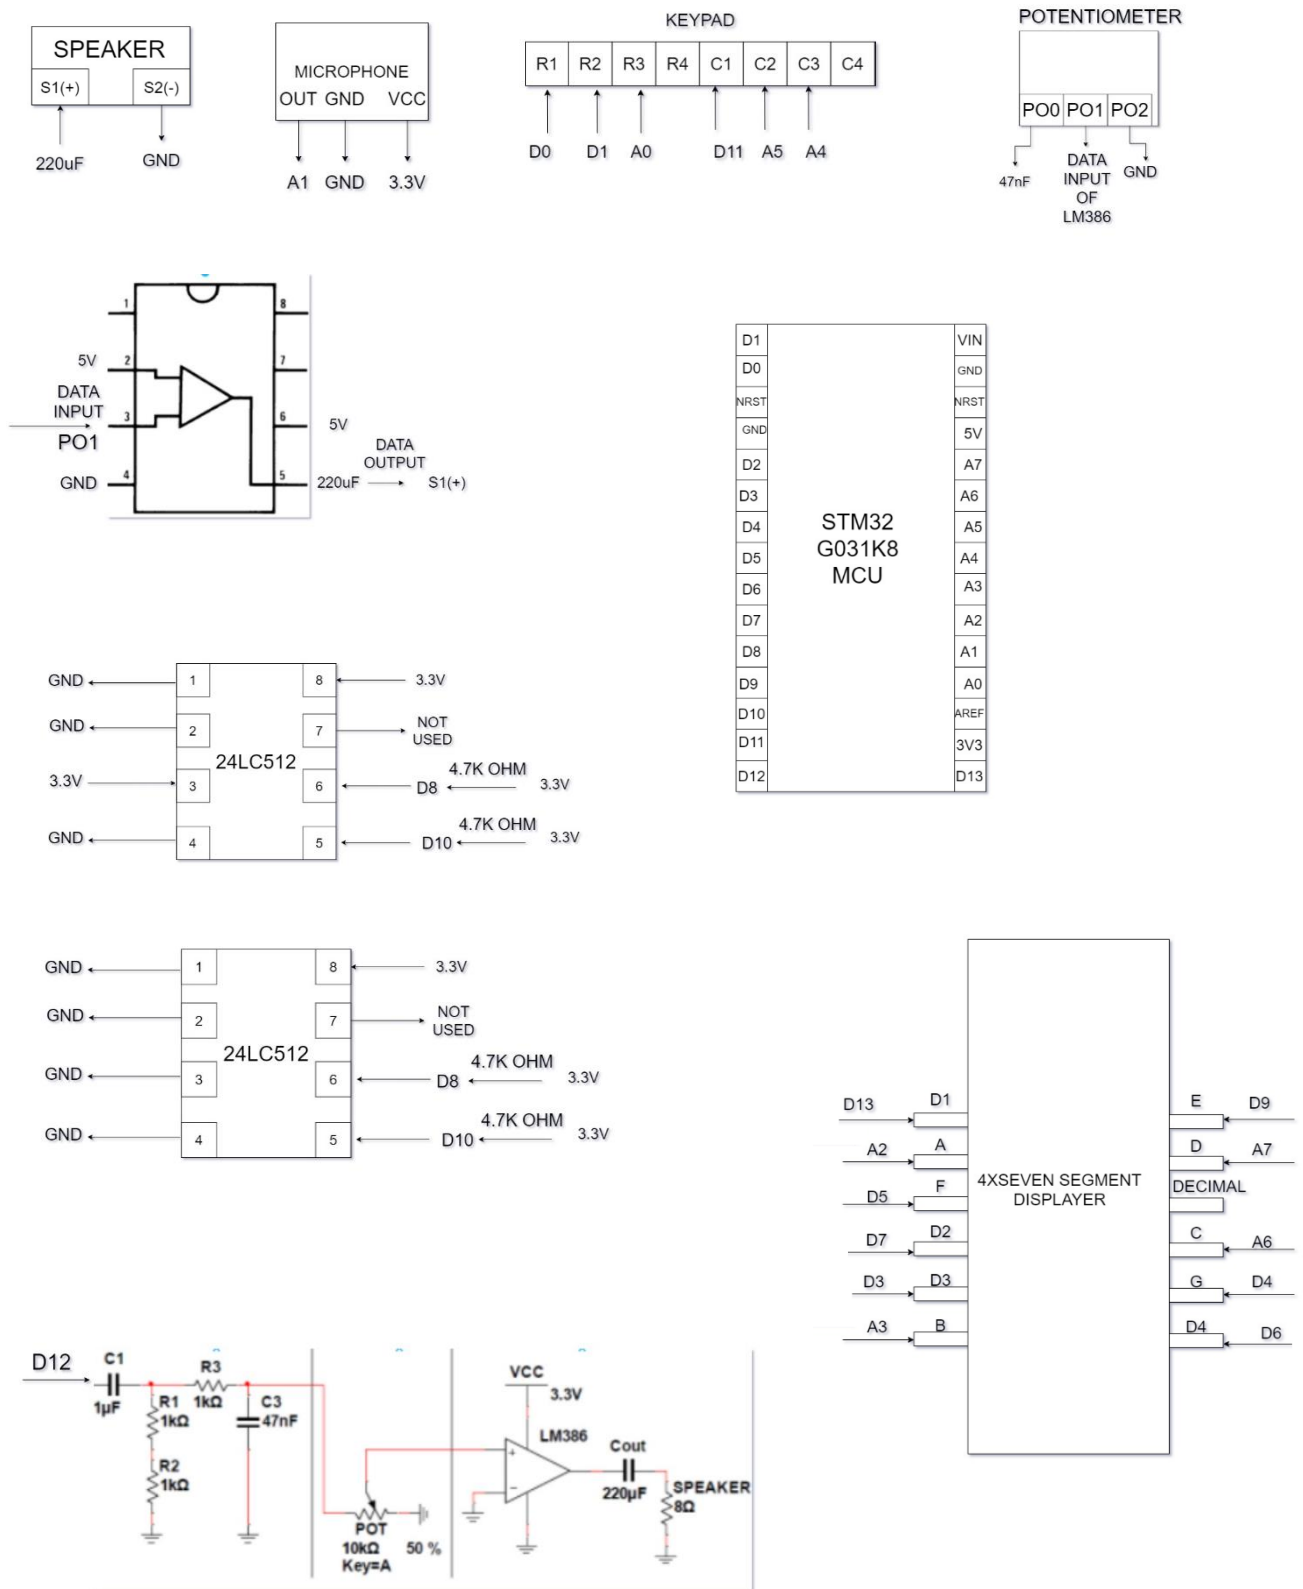 SPEAKER
S1(+) S2(-)
220uF GND
MICROPHONE
OUT GND VCC
A1 GND 3.3V
KEYPAD
R1 R2 R3 R4 C1 C2 C3 C4
D0 D1 A0 D11 A5 A4
POTENTIOMETER
PO0 PO1 PO2
47nF
DATA
INPUT
OF
LM386
GND
1 8
5V 2 7
DATA
INPUT
3 6 5V
PO1
GND 4 5 220uF
DATA
OUTPUT
S1(+)
D1 VIN
D0 GND
NRST NRST
GND 5V
D2 A7
D3 A6
D4 A5
D5 A4
D6 A3
D7 A2
D8 A1
D9 A0
D10 AREF
D11 3V3
D12 D13
STM32
G031K8
MCU
GND 1 8 3.3V
GND 2 7 NOT
USED
24LC512
3.3V 3 6 D8 4.7K OHM 3.3V
GND 4 5 D10 4.7K OHM 3.3V
GND 1 8 3.3V
GND 2 7 NOT
USED
24LC512
GND 3 6 D8 4.7K OHM 3.3V
GND 4 5 D10 4.7K OHM 3.3V
D13 D1 E D9
A2 A D A7
4XSEVEN SEGMENT
DISPLAYER
D5 F DECIMAL
D7 D2 C A6
D3 D3 G D4
A3 B D4 D6
D12
C1
1µF
R1
1kΩ
R2
1kΩ
R3
1kΩ
C3
47nF
POT
10kΩ 50 %
Key=A
VCC
3.3V
LM386
+
−
Cout
220µF
SPEAKER
8Ω